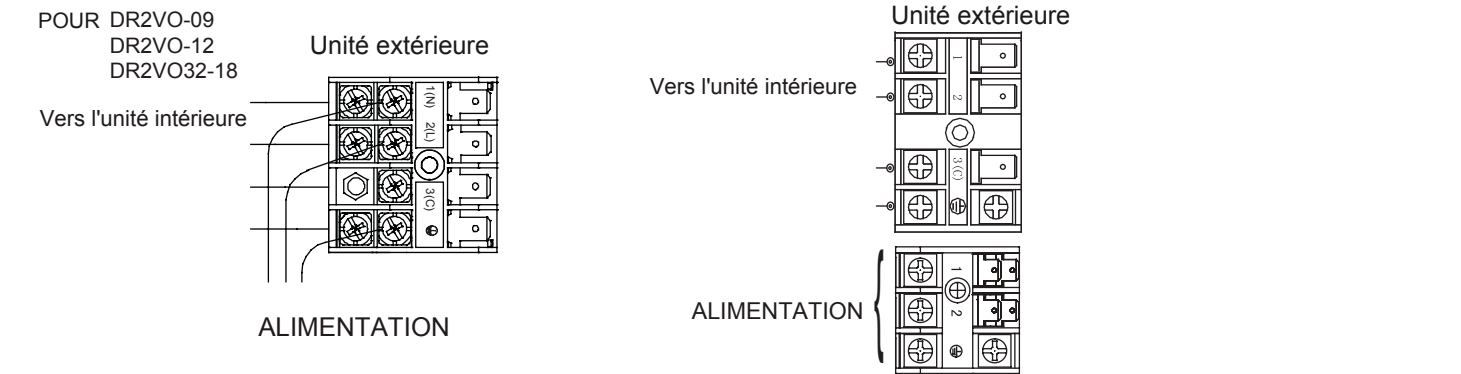 POUR DR2VO-09
DR2VO-12
DR2VO32-18
Unité extérieure
Vers l'unité intérieure
1(N)
2(L)
3(C)
ALIMENTATION
Unité extérieure
Vers l'unité intérieure
1
2
3(C)
ALIMENTATION
1
2